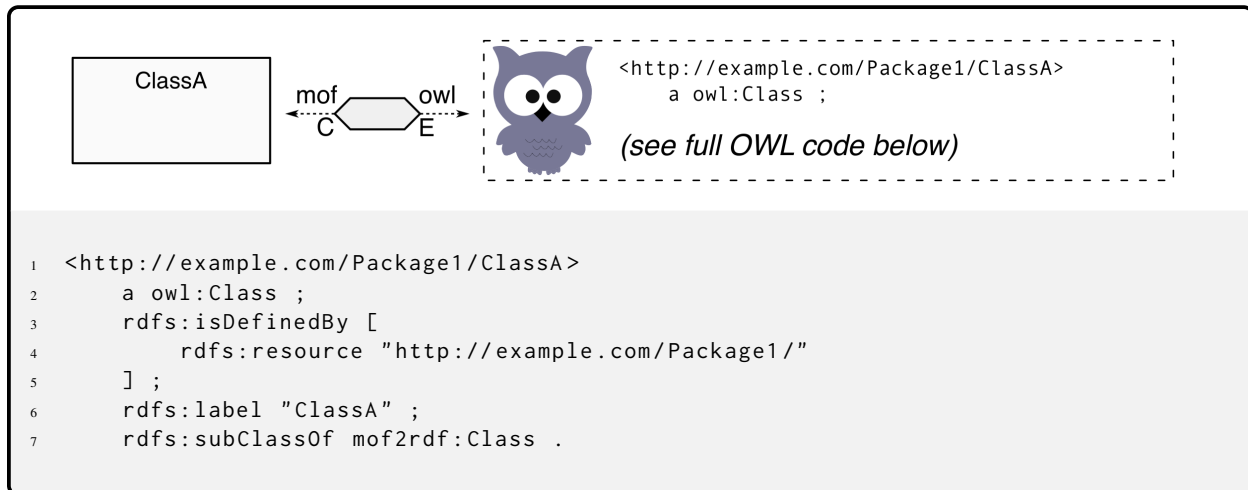 ClassA
mof
C
owl
E
<http://example.com/Package1/ClassA>
    a owl:Class ;
(see full OWL code below)
1 <http://example.com/Package1/ClassA>
2     a owl:Class ;
3     rdfs:isDefinedBy [
4         rdfs:resource "http://example.com/Package1/"
5     ] ;
6     rdfs:label "ClassA" ;
7     rdfs:subClassOf mof2rdf:Class .